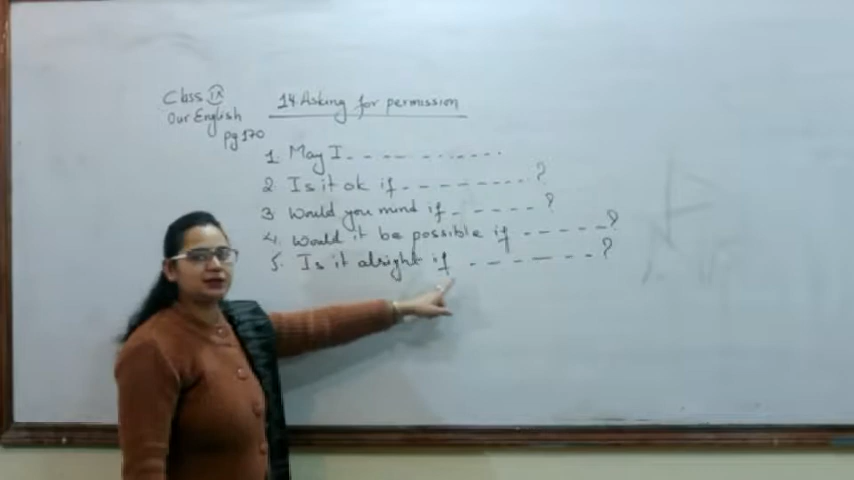 Class IX
Our English
pg 170
14 Asking for permission
1. May I - - - - - - - - - - .
2. Is it ok if - - - - - - - - - ?
3. Would you mind if - - - - - - ?
4. Would it be possible if - - - - - ?
5. Is it alright if - - - - - - - ?